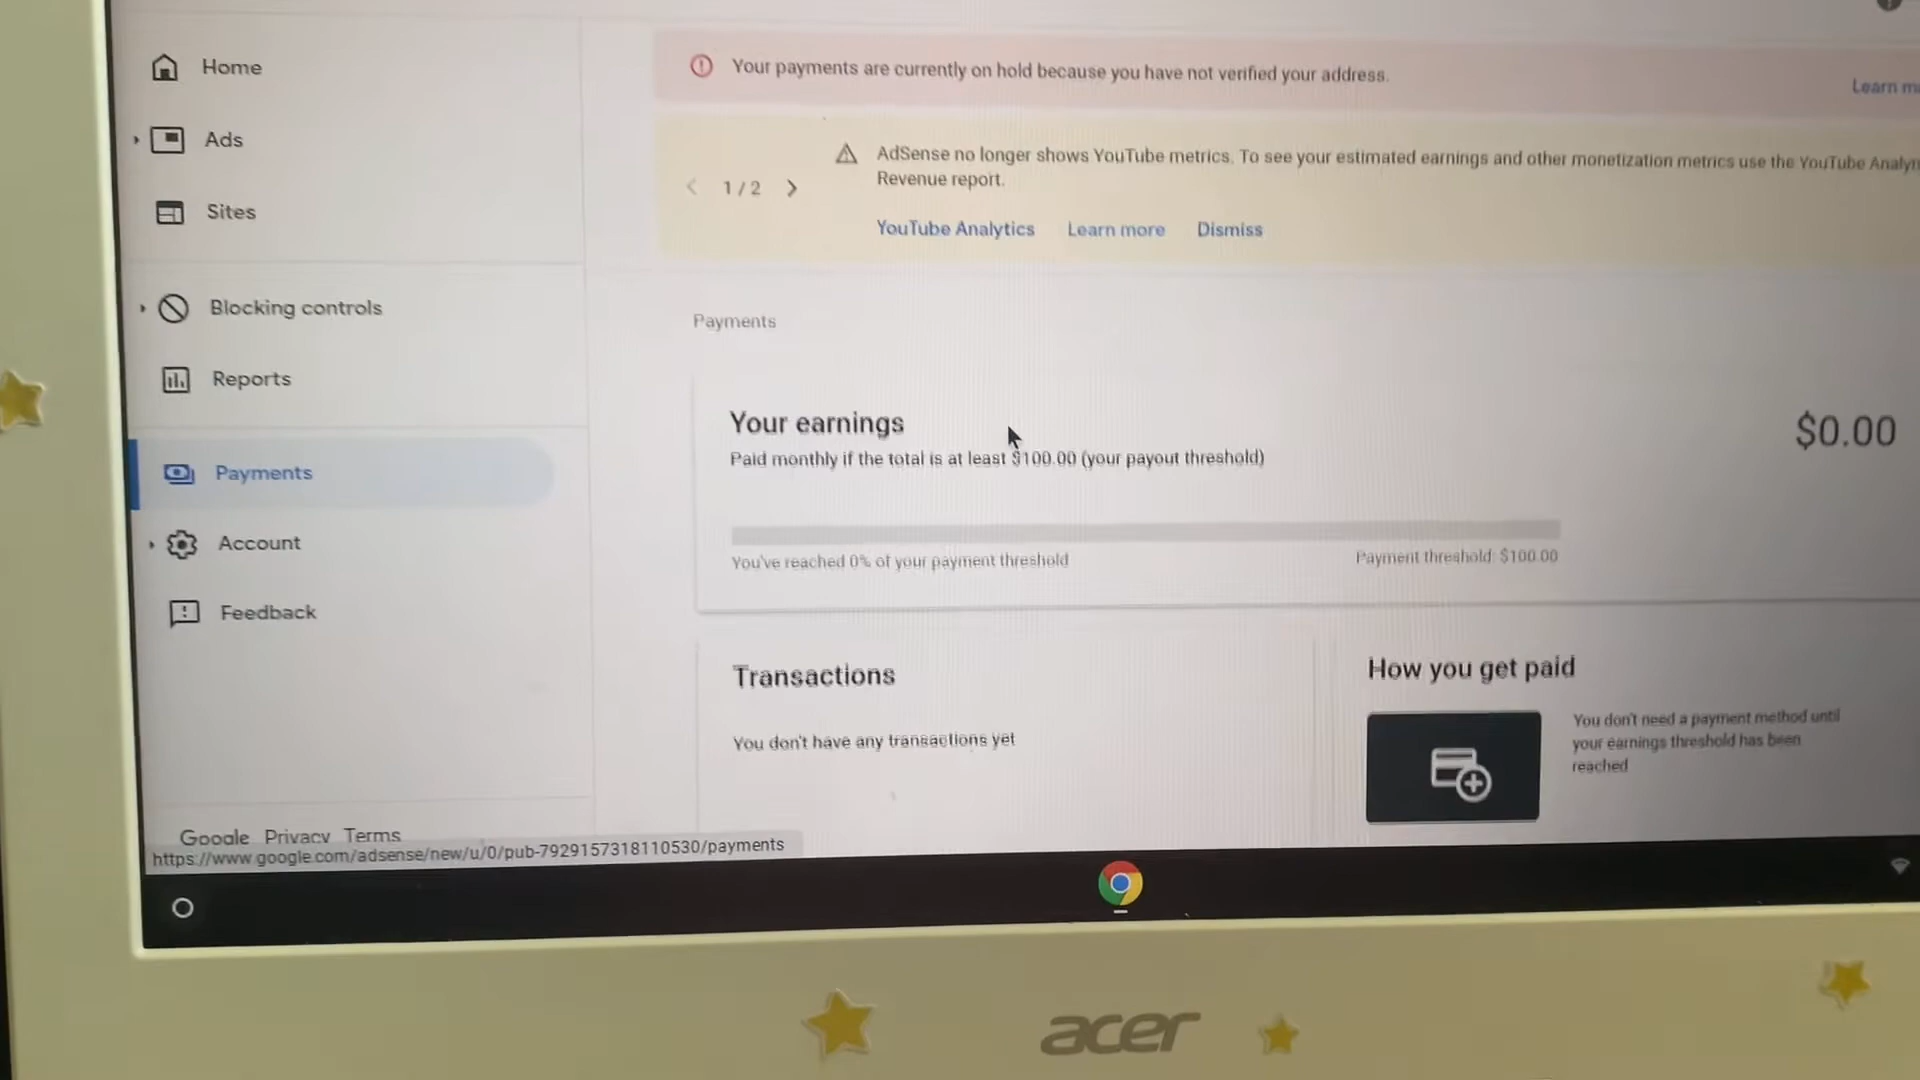 Home
Ads
Sites
Blocking controls
Reports
Payments
Account
Feedback
Google Privacy Terms
https://www.google.com/adsense/new/u/0/pub-7929157318110530/payments
Your payments are currently on hold because you have not verified your address.
Learn
1 / 2
AdSense no longer shows YouTube metrics. To see your estimated earnings and other monetization metrics use the YouTube
Revenue report.
YouTube Analytics Learn more Dismiss
Payments
Your earnings
$0.00
Paid monthly if the total is at least $100.00 (your payout threshold)
You've reached 0% of your payment threshold
Payment threshold: $100.00
Transactions
You don't have any transactions yet
How you get paid
You don't need a payment method until
your earnings threshold has been
reached
acer